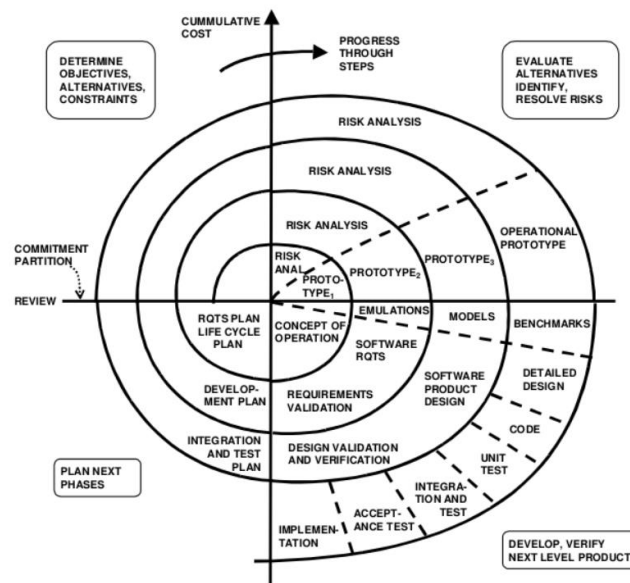 CUMMULATIVE
COST
PROGRESS
THROUGH
STEPS
DETERMINE
OBJECTIVES,
ALTERNATIVES,
CONSTRAINTS
EVALUATE
ALTERNATIVES
IDENTIFY,
RESOLVE RISKS
RISK ANALYSIS
RISK ANALYSIS
RISK ANALYSIS
RISK
ANAL.
PROTO-
TYPE1
PROTOTYPE2
PROTOTYPE3
OPERATIONAL
PROTOTYPE
COMMITMENT
PARTITION
REVIEW
RQTS PLAN
LIFE CYCLE
PLAN
CONCEPT OF
OPERATION
EMULATIONS
MODELS
BENCHMARKS
SOFTWARE
RQTS
SOFTWARE
PRODUCT
DESIGN
DETAILED
DESIGN
DEVELOP-
MENT PLAN
REQUIREMENTS
VALIDATION
CODE
UNIT
TEST
INTEGRATION
AND TEST
PLAN
DESIGN VALIDATION
AND VERIFICATION
INTEGRA-
TION AND
TEST
ACCEPT-
ANCE TEST
IMPLEMEN-
TATION
PLAN NEXT
PHASES
DEVELOP, VERIFY
NEXT LEVEL PRODUCT